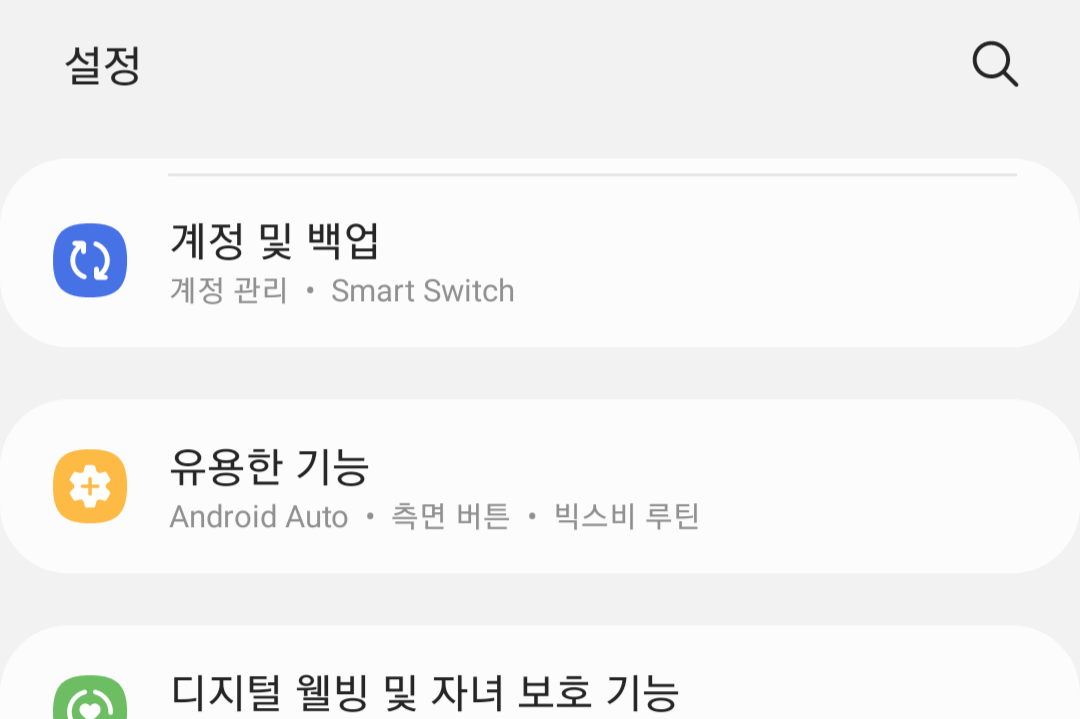 설정
계정 및 백업
계정 관리 • Smart Switch
유용한 기능
Android Auto • 측면 버튼 • 빅스비 루틴
디지털 웰빙 및 자녀 보호 기능